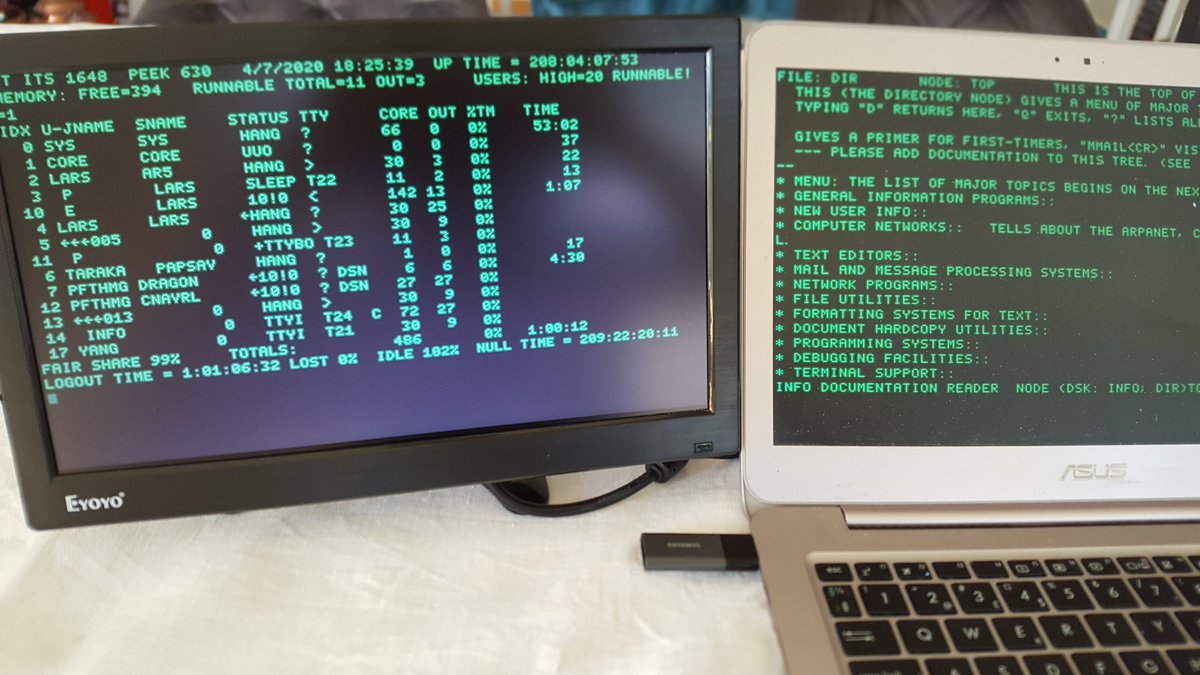 T ITS 1648 PEEK 630 4/7/2020 18:25:39 UP TIME = 208:04:07:53
MEMORY: FREE=394 RUNNABLE TOTAL=11 OUT=3 USERS: HIGH=20 RUNNABLE!
=1
IDX U-JNAME SNAME STATUS TTY CORE OUT %TM TIME
0 SYS SYS HANG ? 66 0 0% 53:02
1 CORE CORE UUO ? 0 0 0% 37
2 LARS AR5 HANG > 30 3 0% 22
3 P LARS SLEEP T22 11 2 0% 13
10 E LARS 10!0 < 142 13 0% 1:07
4 LARS LARS ←HANG ? 30 25 0%
5 ←←←005 0 HANG > 30 9 0%
11 P 0 +TTYBO T23 11 3 0%
6 TARAKA PAPSAV HANG ? 1 0 0% 17
7 PFTHMG DRAGON ←10!0 ? DSN 6 6 0% 4:30
12 PFTHMG CNAVRL ←10!0 ? DSN 27 27 0%
13 ←←←013 0 HANG > 30 9 0%
14 INFO 0 TTYI T24 C 72 27 0%
17 YANG 0 TTYI T21 30 9 0%
FAIR SHARE 99% TOTALS: 486 0% 1:00:12
LOGOUT TIME = 1:01:06:32 LOST 0% IDLE 102% NULL TIME = 209:22:20:11
EYOYO
FILE: DIR NODE: TOP THIS IS THE TOP OF
THIS (THE DIRECTORY NODE) GIVES A MENU OF MAJOR
TYPING "D" RETURNS HERE, "Q" EXITS, "?" LISTS AL
GIVES A PRIMER FOR FIRST-TIMERS, "MMAIL<CR>" VIS
--- PLEASE ADD DOCUMENTATION TO THIS TREE. (SEE
--
* MENU: THE LIST OF MAJOR TOPICS BEGINS ON THE NEX
* GENERAL INFORMATION PROGRAMS::
* NEW USER INFO::
* COMPUTER NETWORKS:: TELLS ABOUT THE ARPANET, C
L.
* TEXT EDITORS::
* MAIL AND MESSAGE PROCESSING SYSTEMS::
* NETWORK PROGRAMS::
* FILE UTILITIES::
* FORMATTING SYSTEMS FOR TEXT::
* DOCUMENT HARDCOPY UTILITIES::
* PROGRAMMING SYSTEMS::
* DEBUGGING FACILITIES::
* TERMINAL SUPPORT::
INFO DOCUMENTATION READER NODE (DSK: INFO; DIR)TO
ASUS
esc
1 2 3 4 5 6 7 8
Q W E R T Y
A S D F G